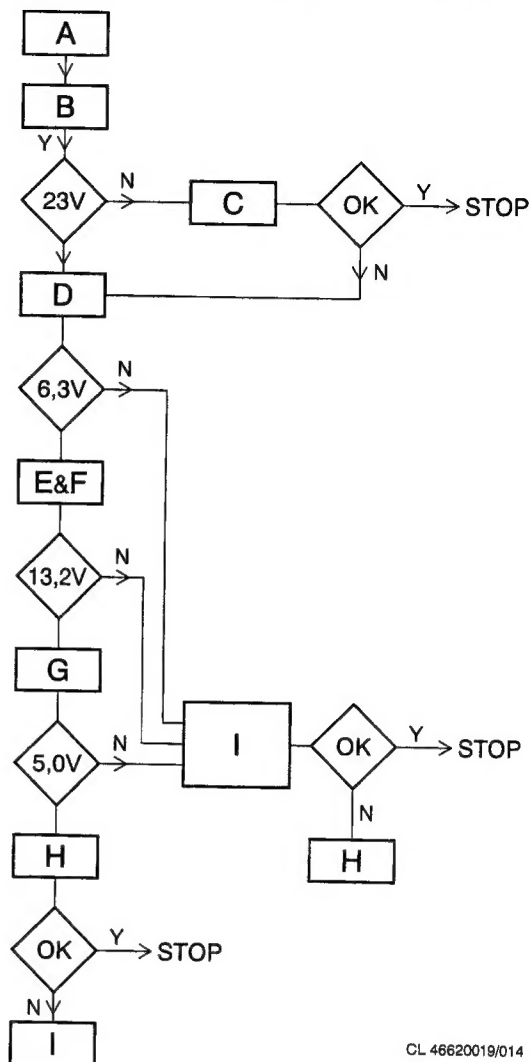 A
B
Y
23V
N
C
OK
Y
STOP
N
D
6,3V
N
E&F
13,2V
N
G
5,0V
N
I
OK
Y
STOP
N
H
H
OK
Y
STOP
N
I
CL 46620019/014